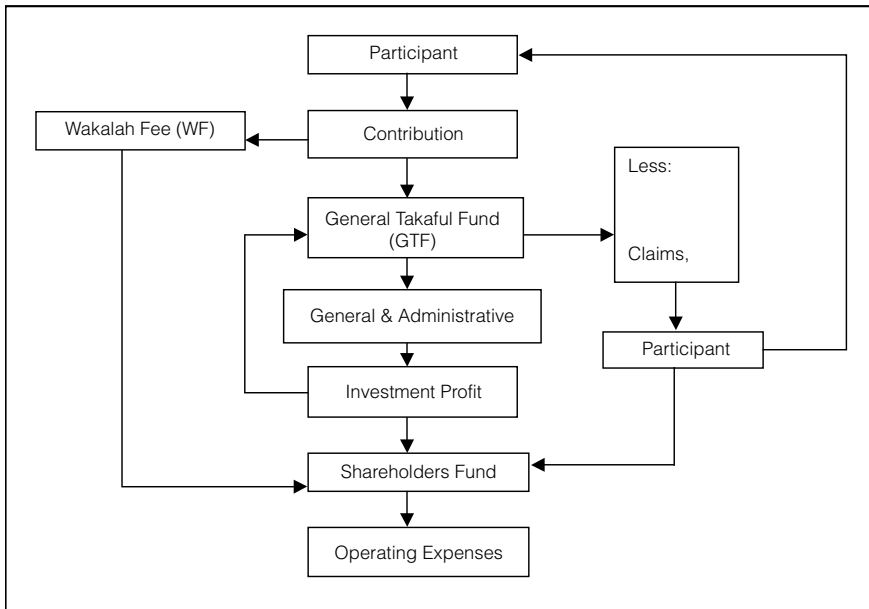 Participant
Wakalah Fee (WF)
Contribution
Less:
General Takaful Fund
(GTF)
Claims,
General & Administrative
Participant
Investment Profit
Shareholders Fund
Operating Expenses